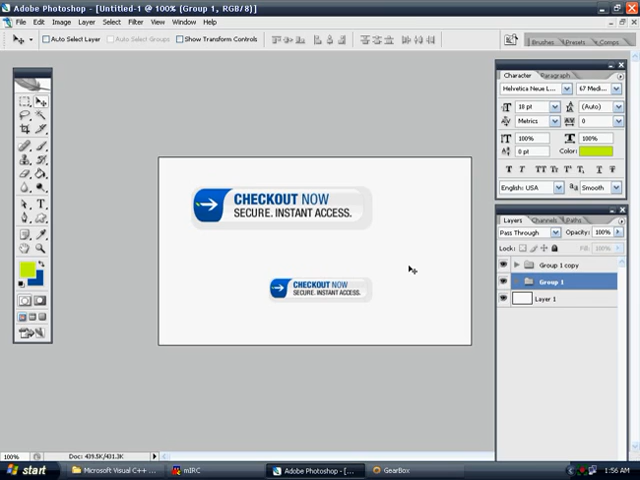 Adobe Photoshop - [Untitled-1 @ 100% (Group 1, RGB/8)]
File Edit Image Layer Select Filter View Window Help
Auto Select Layer Auto Select Groups Show Transform Controls
Brushes Presets Comps
Character Paragraph
Helvetica Neue L... 67 Medi...
18 pt (Auto)
Metrics 0
100% 100%
0 pt Color:
T T TT Tr T T T T
English: USA aa Smooth
CHECKOUT NOW
SECURE. INSTANT ACCESS.
CHECKOUT NOW
SECURE. INSTANT ACCESS.
Layers Channels Paths
Pass Through Opacity: 100%
Lock: Fill: 100%
Group 1 copy
Group 1
Layer 1
100% Doc: 439.5K/431.3K
start Microsoft Visual C++ ... mIRC Adobe Photoshop - [... GearBox 1:56 AM